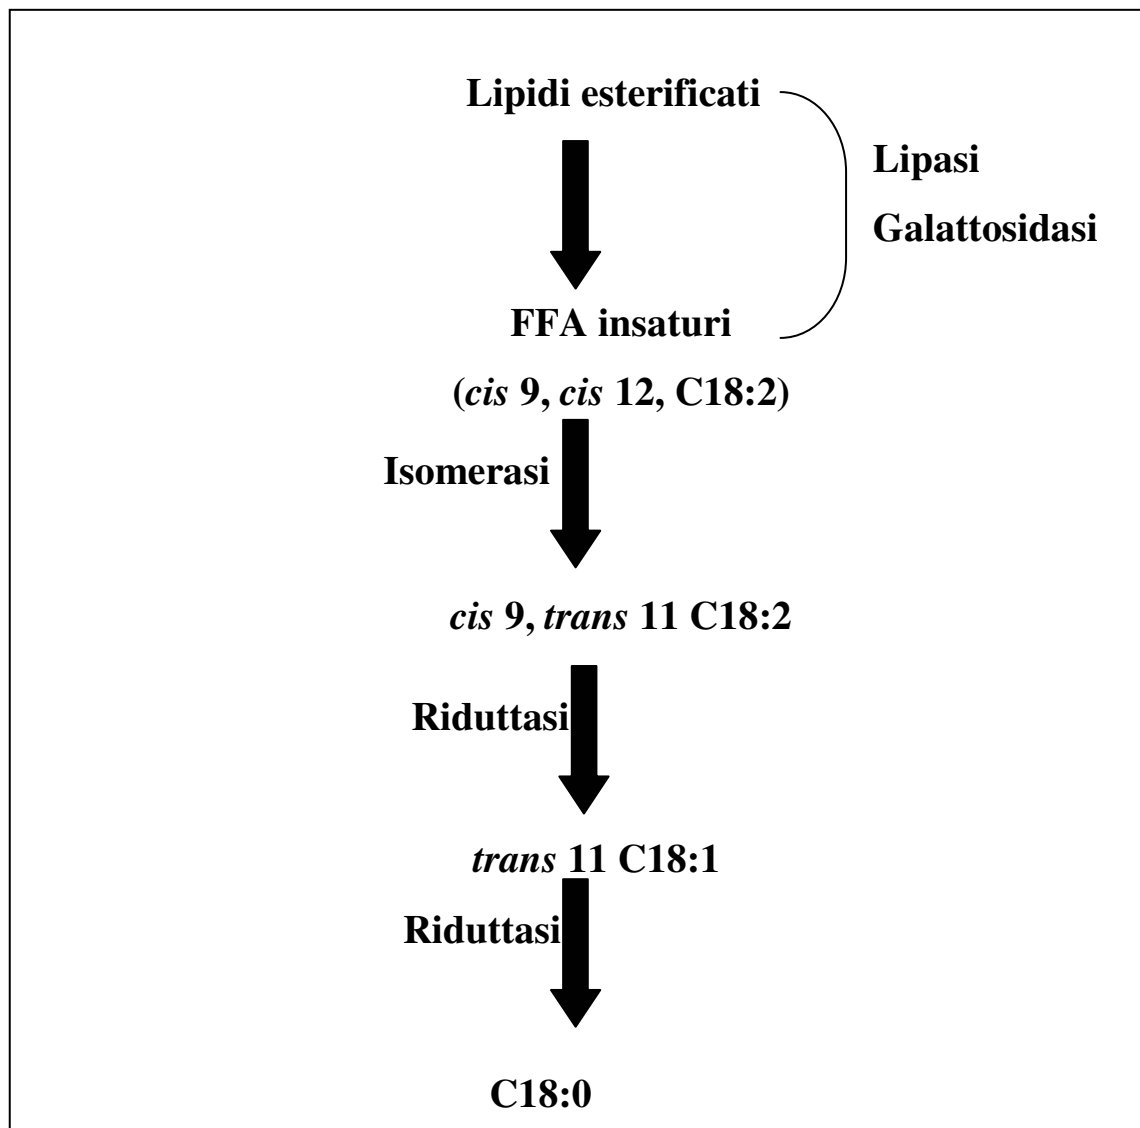 Lipidi esterificati
Lipasi
Galattosidasi
FFA insaturi
(cis 9, cis 12, C18:2)
Isomerasi
cis 9, trans 11 C18:2
Riduttasi
trans 11 C18:1
Riduttasi
C18:0